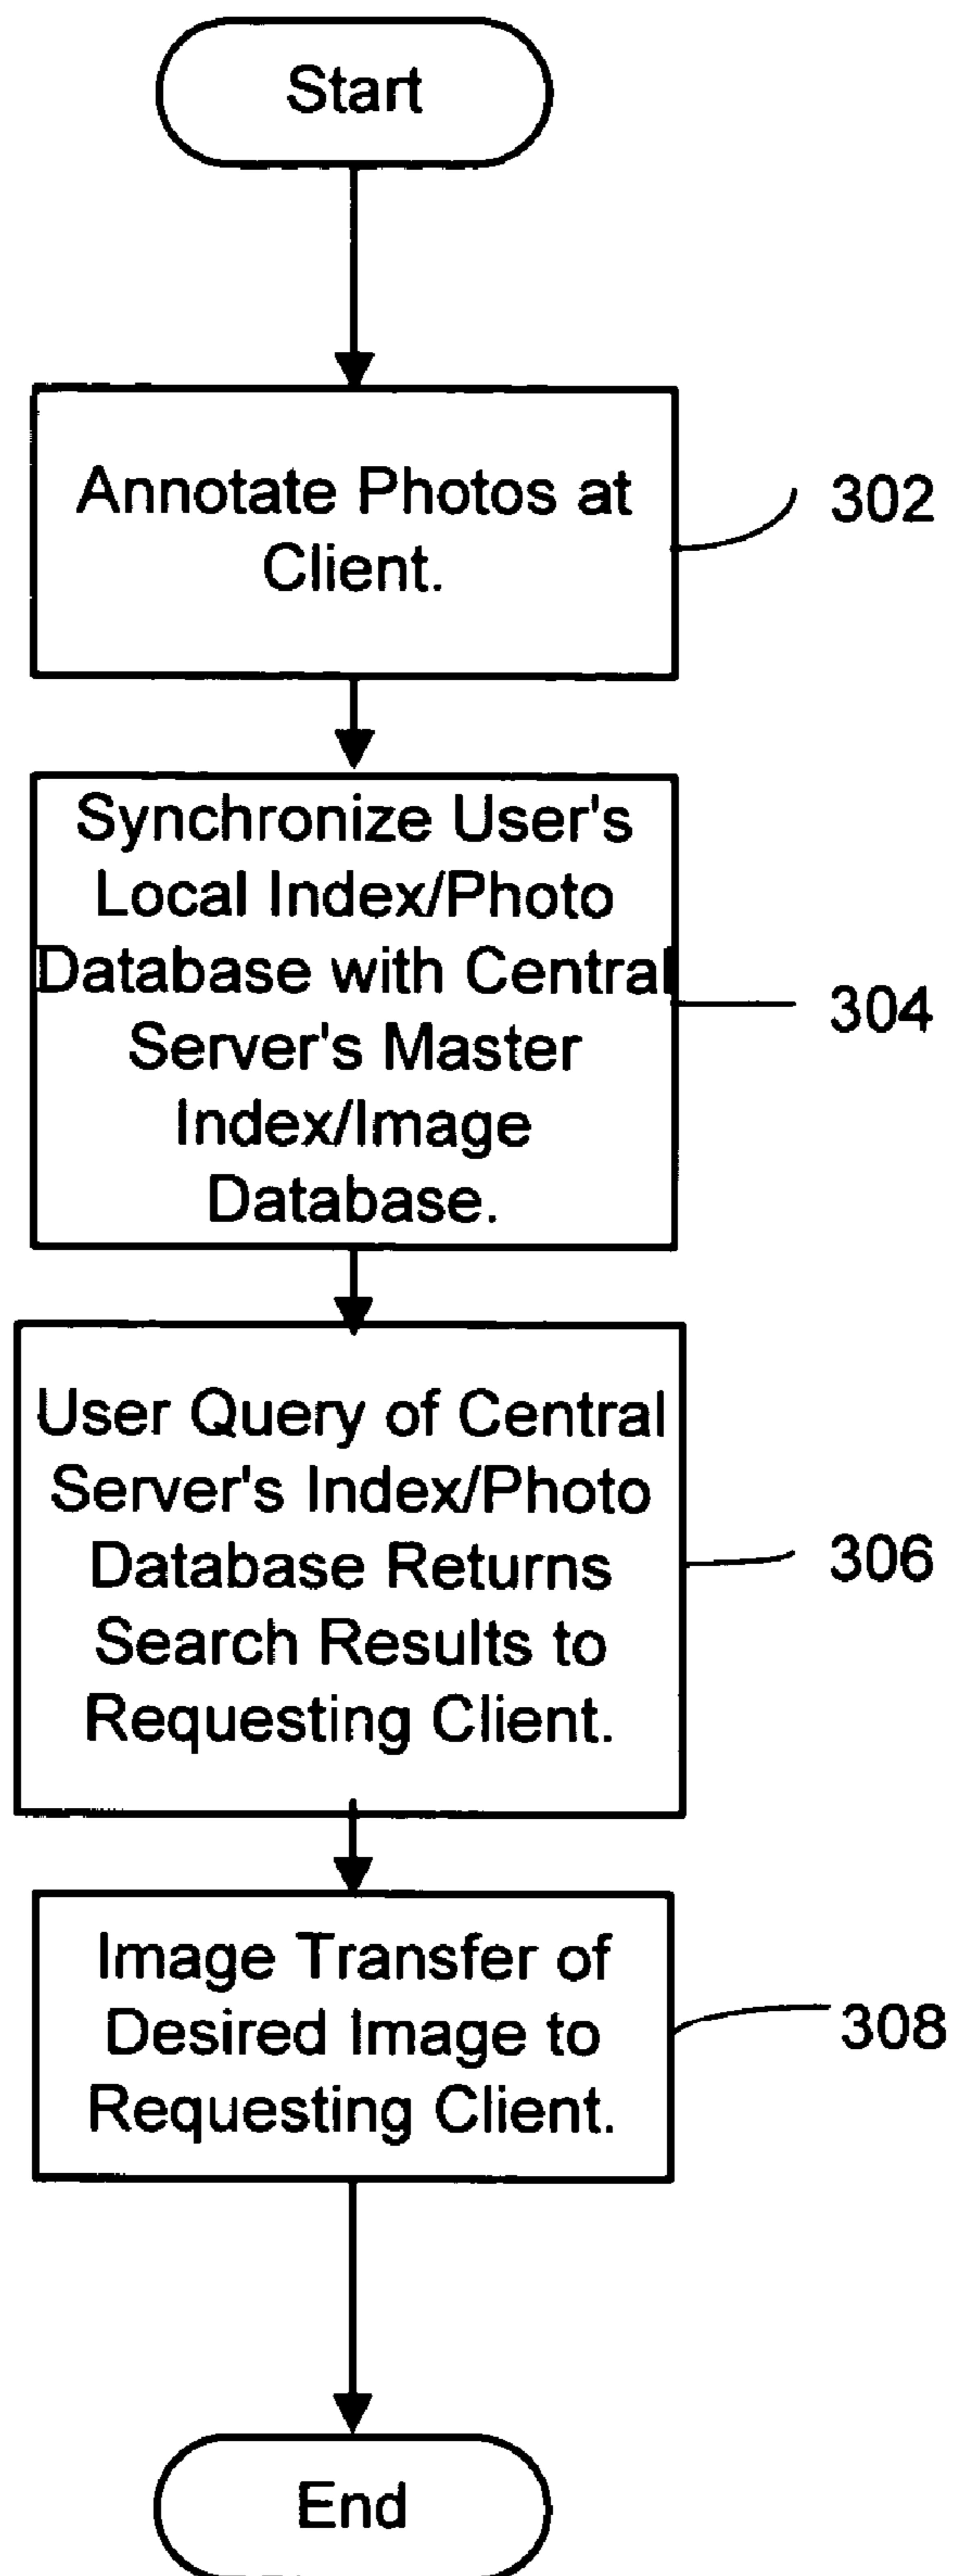 Start
Annotate Photos at
Client.
302
Synchronize User's
Local Index/Photo
Database with Central
Server's Master
Index/Image
Database.
304
User Query of Central
Server's Index/Photo
Database Returns
Search Results to
Requesting Client.
306
Image Transfer of
Desired Image to
Requesting Client.
308
End